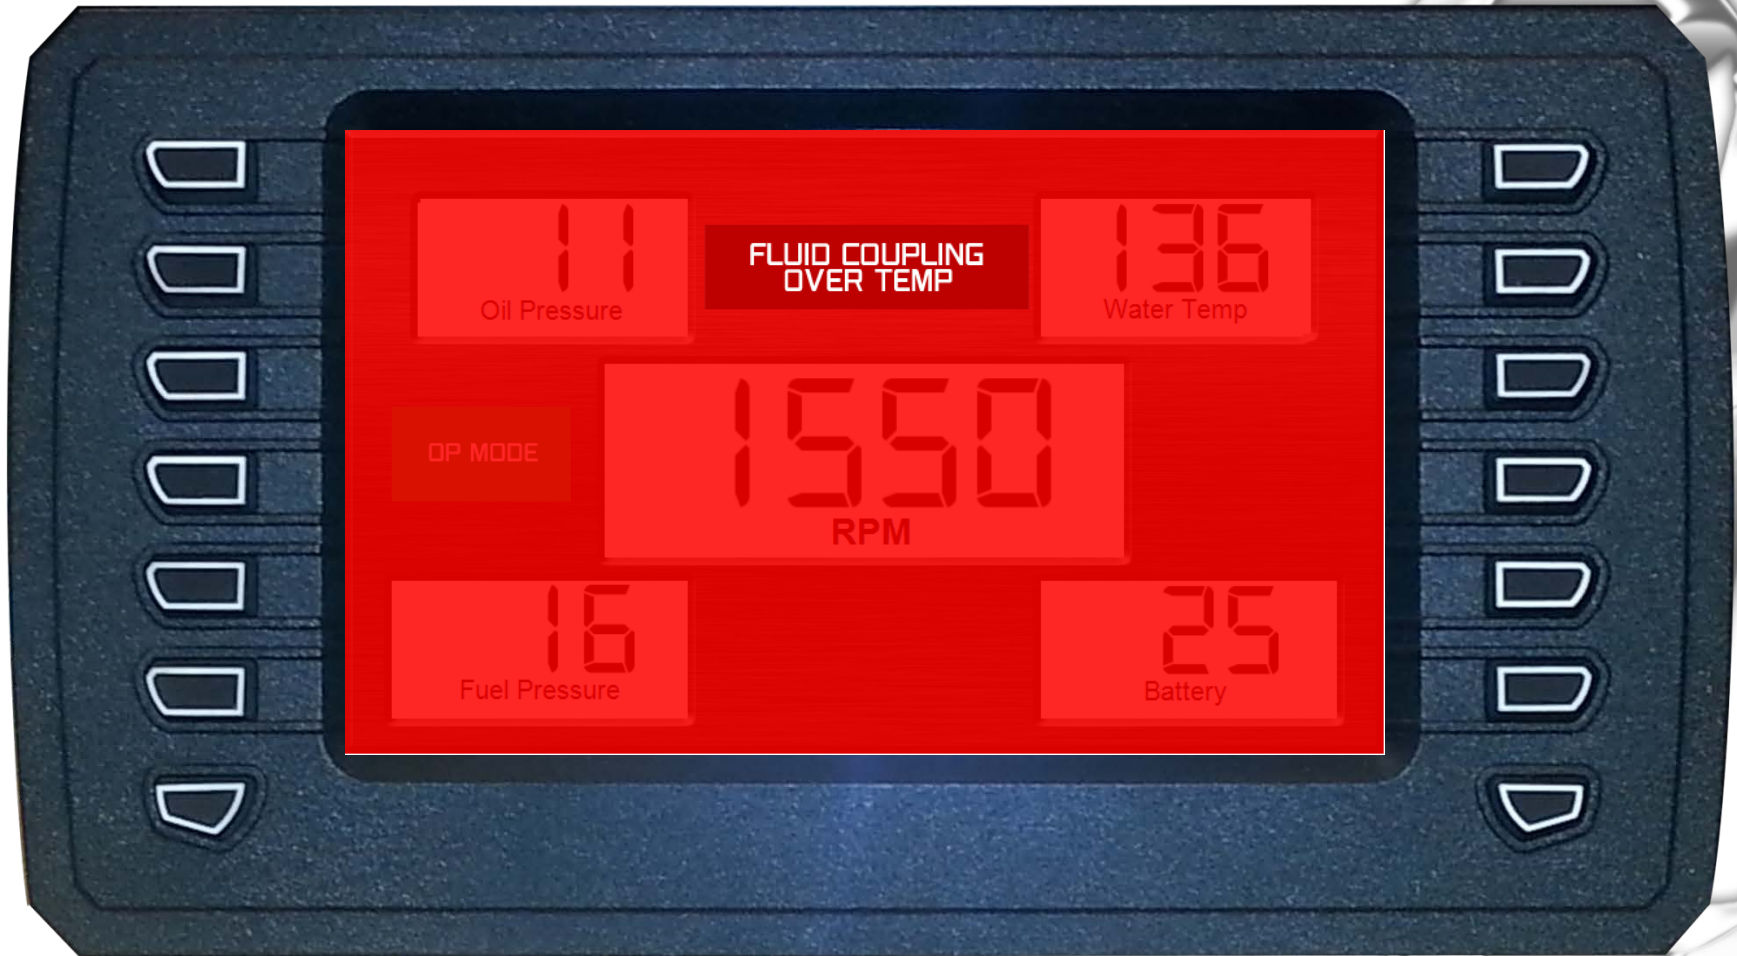 11
Oil Pressure
FLUID COUPLING
OVER TEMP
136
Water Temp
OP MODE
1550
RPM
16
Fuel Pressure
25
Battery